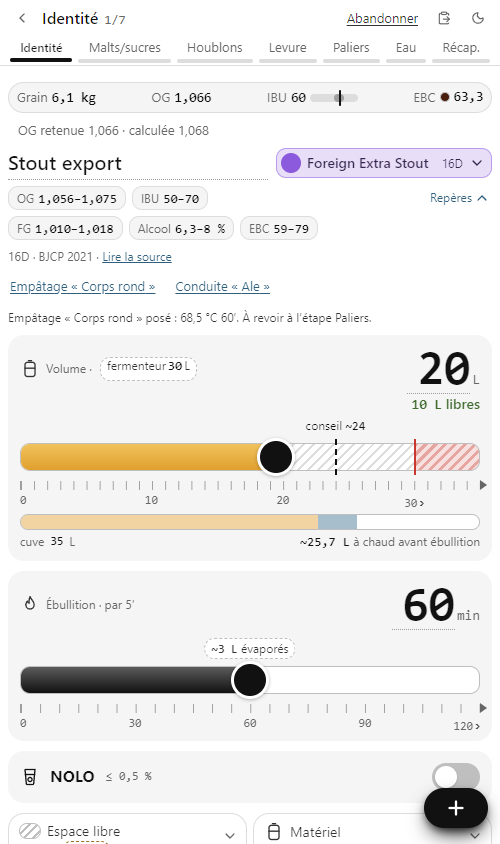 Identité 1/7
Abandonner
Identité Malts/sucres Houblons Levure Paliers Eau Récap.
Grain 6,1 kg OG 1,066 IBU 60 EBC 63,3
OG retenue 1,066 · calculée 1,068
Stout export
Foreign Extra Stout 16D
OG 1,056–1,075 IBU 50–70
Repères
FG 1,010–1,018 Alcool 6,3–8 % EBC 59–79
16D · BJCP 2021 · Lire la source
Empâtage « Corps rond » Conduite « Ale »
Empâtage « Corps rond » posé : 68,5 °C 60′. À revoir à l’étape Paliers.
Volume · fermenteur 30 L
20 L
10 L libres
conseil ~24
0 10 20 30 ›
cuve 35 L
~25,7 L à chaud avant ébullition
Ébullition · par 5′
60 min
~3 L évaporés
0 30 60 90 120 ›
NOLO ≤ 0,5 %
Espace libre
Matériel